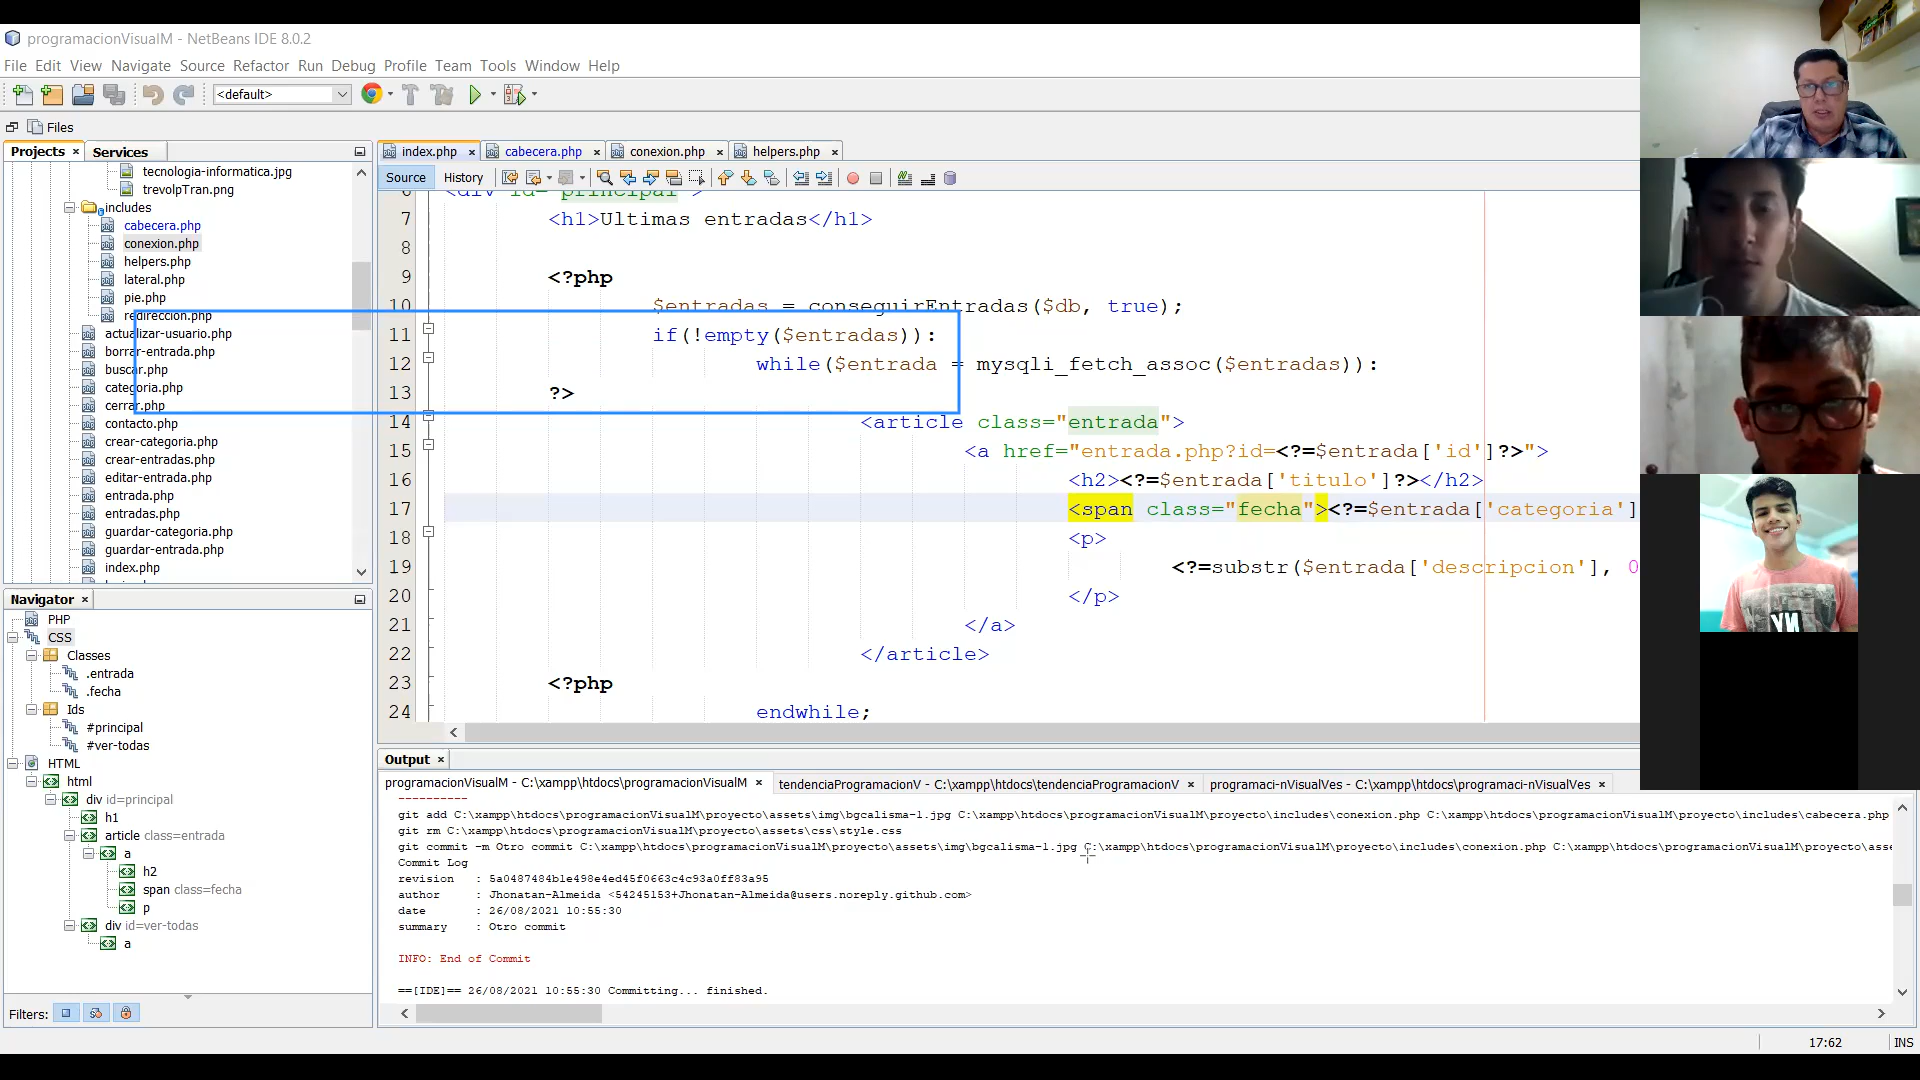 programacionVisualM - NetBeans IDE 8.0.2
File Edit View Navigate Source Refactor Run Debug Profile Team Tools Window Help
<default>
Files
Projects Services
tecnologia-informatica.jpg
trevolpTran.png
includes
cabecera.php
conexion.php
helpers.php
lateral.php
pie.php
redireccion.php
actualizar-usuario.php
borrar-entrada.php
buscar.php
categoria.php
cerrar.php
contacto.php
crear-categoria.php
crear-entradas.php
editar-entrada.php
entrada.php
entradas.php
guardar-categoria.php
guardar-entrada.php
index.php
Navigator
PHP
CSS
Classes
.entrada
.fecha
Ids
#principal
#ver-todas
HTML
html
div id=principal
h1
article class=entrada
a
h2
span class=fecha
p
div id=ver-todas
a
Filters:
index.php cabecera.php conexion.php helpers.php
Source History
6 <div id="principal">
7 <h1>Ultimas entradas</h1>
8
9 <?php
10 $entradas = conseguirEntradas($db, true);
11 if(!empty($entradas)):
12 while($entrada = mysqli_fetch_assoc($entradas)):
13 ?>
14 <article class="entrada">
15 <a href="entrada.php?id=<?=$entrada['id']?>">
16 <h2><?=$entrada['titulo']?></h2>
17 <span class="fecha"><?=$entrada['categoria']
18 <p>
19 <?=substr($entrada['descripcion'], 0
20 </p>
21 </a>
22 </article>
23 <?php
24 endwhile;
Output
programacionVisualM - C:\xampp\htdocs\programacionVisualM tendenciaProgramacionV - C:\xampp\htdocs\tendenciaProgramacionV programaci-nVisualVes - C:\xampp\htdocs\programaci-nVisualVes
----------
git add C:\xampp\htdocs\programacionVisualM\proyecto\assets\img\bgcalisma-1.jpg C:\xampp\htdocs\programacionVisualM\proyecto\includes\conexion.php C:\xampp\htdocs\programacionVisualM\proyecto\includes\cabecera.php
git rm C:\xampp\htdocs\programacionVisualM\proyecto\assets\css\style.css
git commit -m Otro commit C:\xampp\htdocs\programacionVisualM\proyecto\assets\img\bgcalisma-1.jpg C:\xampp\htdocs\programacionVisualM\proyecto\includes\conexion.php C:\xampp\htdocs\programacionVisualM\proyecto\asse
Commit Log
revision : 5a0487484b1e498e4ed45f0663c4c93a0ff83a95
author : Jhonatan-Almeida <54245153+Jhonatan-Almeida@users.noreply.github.com>
date : 26/08/2021 10:55:30
summary : Otro commit
INFO: End of Commit
==[IDE]== 26/08/2021 10:55:30 Committing... finished.
17:62 INS